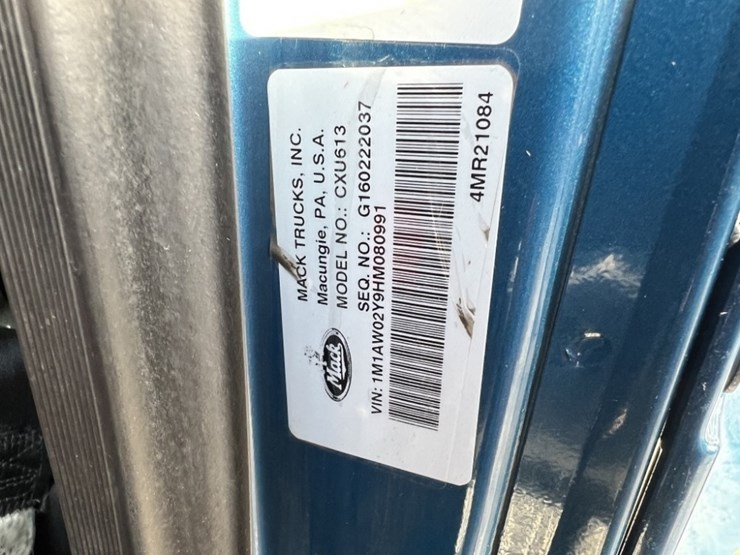 MACK TRUCKS, INC.
Macungie, PA, U.S.A.
MODEL NO.: CXU613
SEQ. NO.: G160222037
Mack
VIN: 1M1AW02Y9HM080991
4MR21084